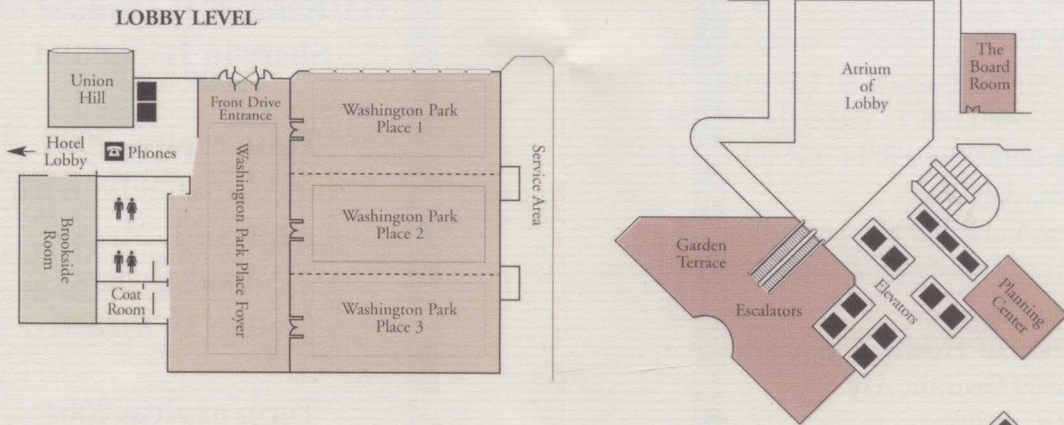 LOBBY LEVEL
Union
Hill
Front Drive
Entrance
Hotel
Lobby
Phones
Brookside
Room
Coat
Room
Washington Park Place Foyer
Washington Park
Place 1
Washington Park
Place 2
Washington Park
Place 3
Service Area
Atrium
of
Lobby
The
Board
Room
Garden
Terrace
Escalators
Elevators
Planning
Center